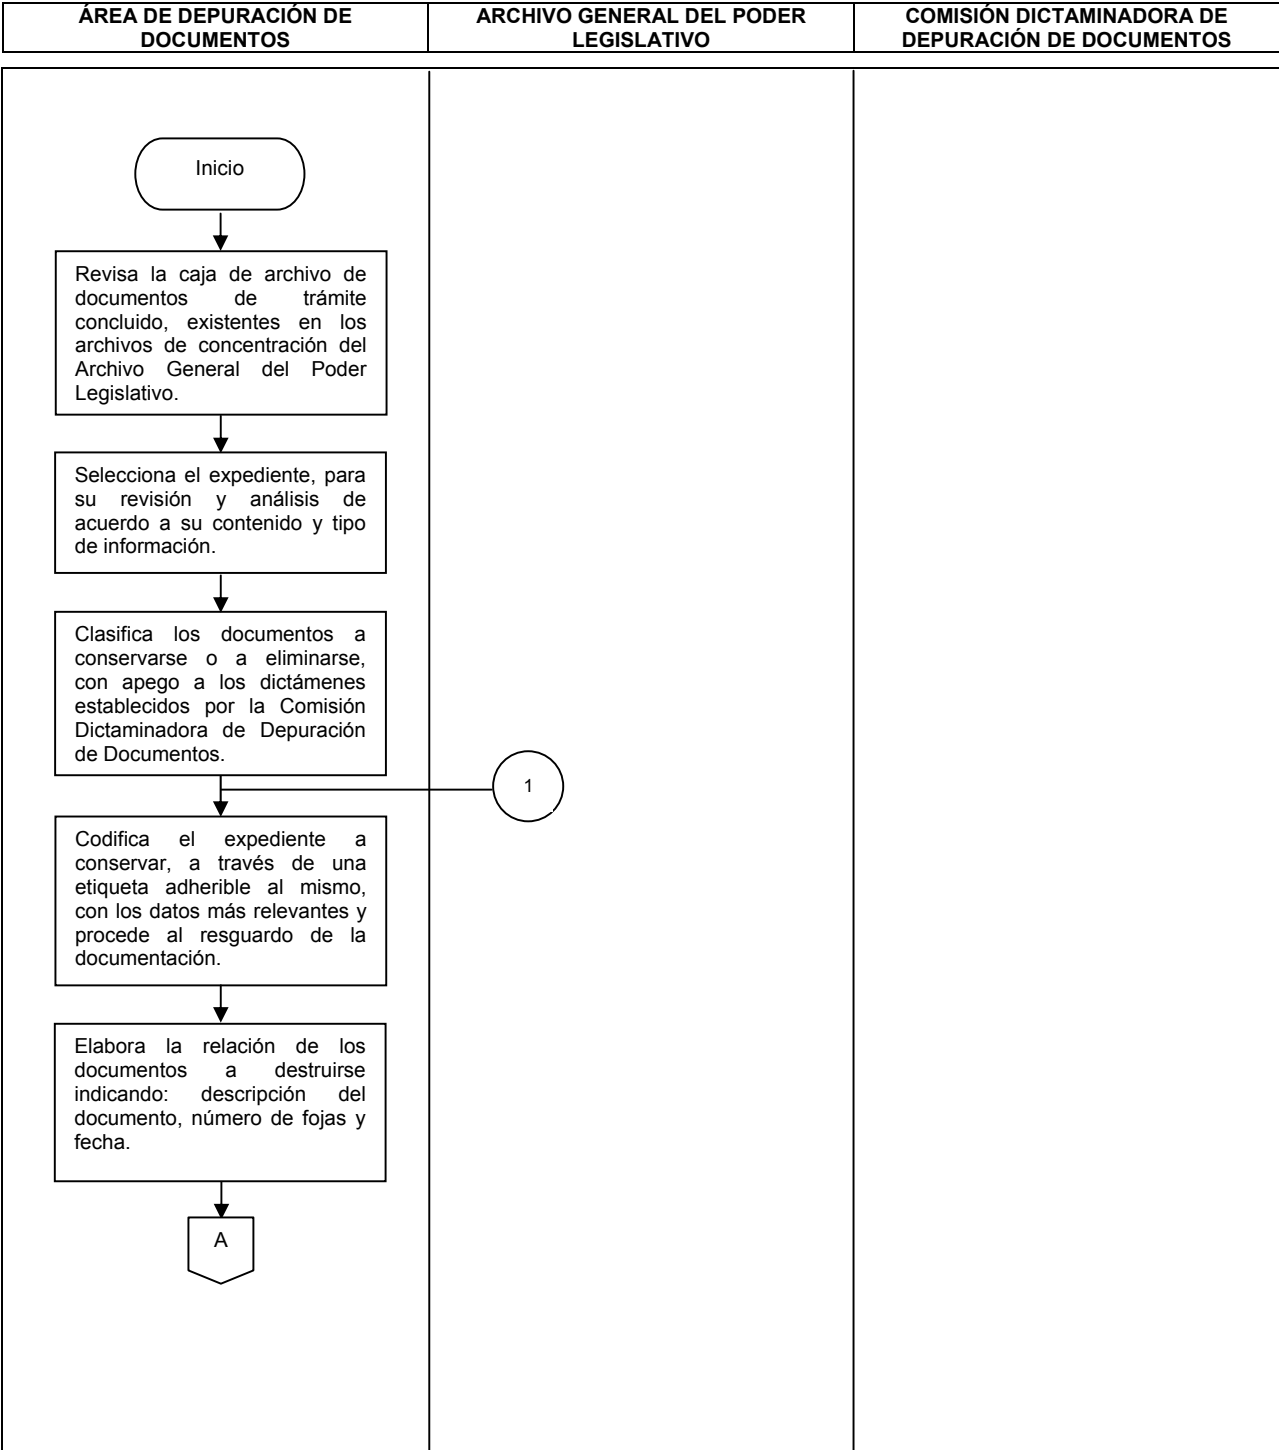 ÁREA DE DEPURACIÓN DE
DOCUMENTOS
ARCHIVO GENERAL DEL PODER
LEGISLATIVO
COMISIÓN DICTAMINADORA DE
DEPURACIÓN DE DOCUMENTOS
Inicio
Revisa la caja de archivo de
documentos de trámite
concluido, existentes en los
archivos de concentración del
Archivo General del Poder
Legislativo.
Selecciona el expediente, para
su revisión y análisis de
acuerdo a su contenido y tipo
de información.
Clasifica los documentos a
conservarse o a eliminarse,
con apego a los dictámenes
establecidos por la Comisión
Dictaminadora de Depuración
de Documentos.
1
Codifica el expediente a
conservar, a través de una
etiqueta adherible al mismo,
con los datos más relevantes y
procede al resguardo de la
documentación.
Elabora la relación de los
documentos a destruirse
indicando: descripción del
documento, número de fojas y
fecha.
A